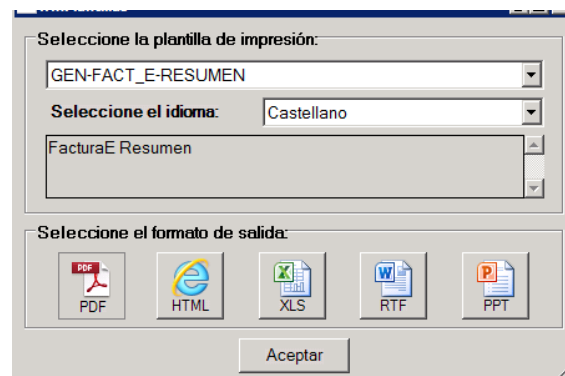 Seleccione la plantilla de impresión:
GEN-FACT_E-RESUMEN
Seleccione el idioma:
Castellano
FacturaE Resumen
Seleccione el formato de salida:
PDF
PDF
HTML
XLS
RTF
PPT
Aceptar